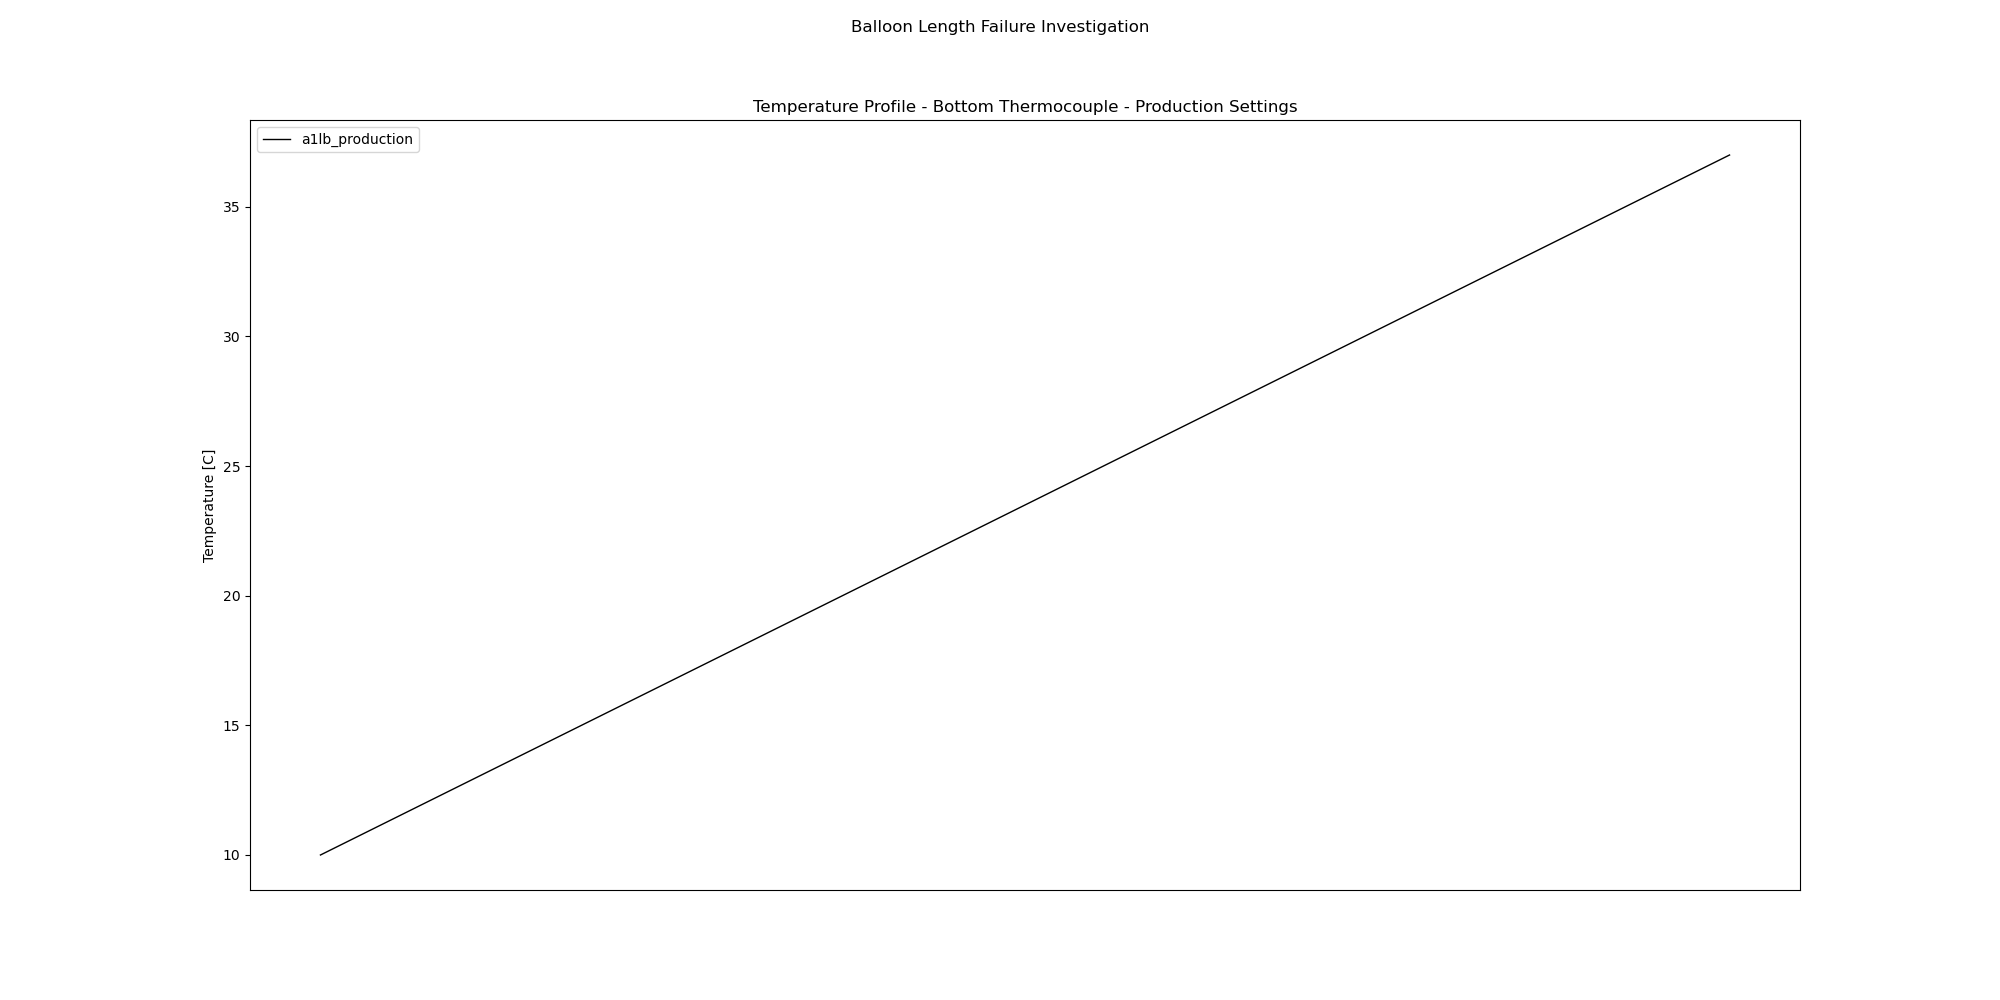 Balloon Length Failure Investigation
Temperature Profile - Bottom Thermocouple - Production Settings
a1lb_production
35
30
25
20
15
10
Temperature [C]